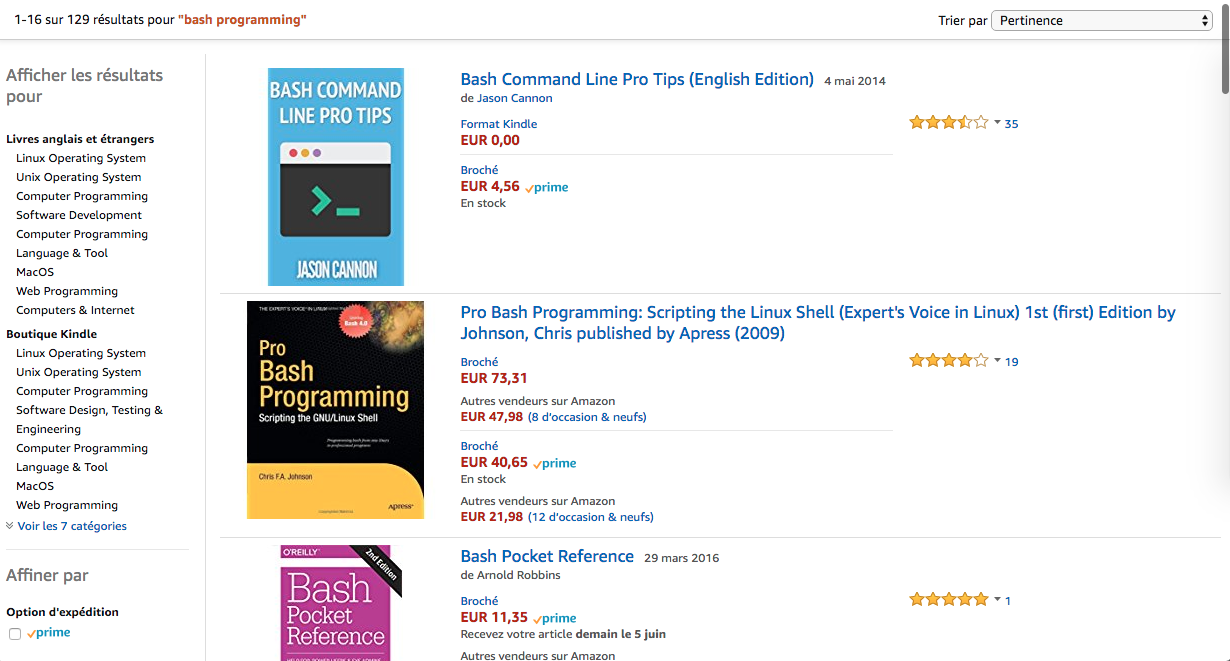 1-16 sur 129 résultats pour "bash programming"
Trier par Pertinence
Afficher les résultats
pour
Livres anglais et étrangers
Linux Operating System
Unix Operating System
Computer Programming
Software Development
Computer Programming
Language & Tool
MacOS
Web Programming
Computers & Internet
Boutique Kindle
Linux Operating System
Unix Operating System
Computer Programming
Software Design, Testing &
Engineering
Computer Programming
Language & Tool
MacOS
Web Programming
Voir les 7 catégories
Affiner par
Option d'expédition
prime
BASH COMMAND
LINE PRO TIPS
JASON CANNON
Bash Command Line Pro Tips (English Edition) 4 mai 2014
de Jason Cannon
Format Kindle
EUR 0,00
35
Broché
EUR 4,56 prime
En stock
THE EXPERT'S VOICE® IN LINUX
Bash 4.0
Pro
Bash
Programming
Scripting the GNU/Linux Shell
Chris F.A. Johnson
Apress®
Pro Bash Programming: Scripting the Linux Shell (Expert's Voice in Linux) 1st (first) Edition by
Johnson, Chris published by Apress (2009)
Broché
EUR 73,31
19
Autres vendeurs sur Amazon
EUR 47,98 (8 d'occasion & neufs)
Broché
EUR 40,65 prime
En stock
Autres vendeurs sur Amazon
EUR 21,98 (12 d'occasion & neufs)
O'REILLY®
2nd Edition
Bash
Pocket
Reference
HELP FOR POWER USERS & SYS ADMINS
Bash Pocket Reference 29 mars 2016
de Arnold Robbins
Broché
EUR 11,35 prime
1
Recevez votre article demain le 5 juin
Autres vendeurs sur Amazon